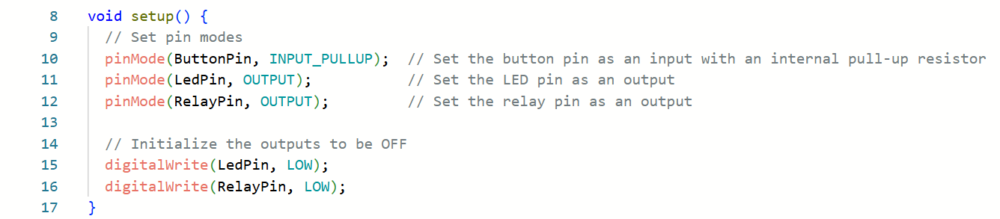 8 void setup() {
9 // Set pin modes
10 pinMode(ButtonPin, INPUT_PULLUP); // Set the button pin as an input with an internal pull-up resistor
11 pinMode(LedPin, OUTPUT); // Set the LED pin as an output
12 pinMode(RelayPin, OUTPUT); // Set the relay pin as an output
13
14 // Initialize the outputs to be OFF
15 digitalWrite(LedPin, LOW);
16 digitalWrite(RelayPin, LOW);
17 }